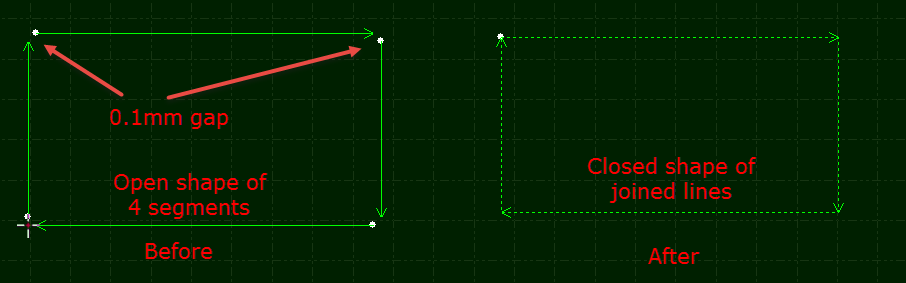 0.1mm gap
Open shape of
4 segments
Before
Closed shape of
joined lines
After